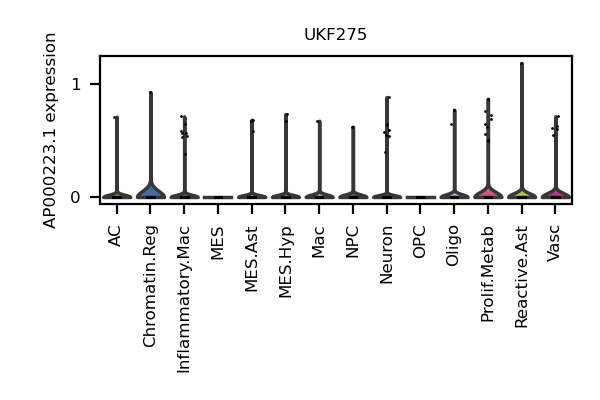 UKF275
AP000223.1 expression
1
0
AC
Chromatin.Reg
Inflammatory.Mac
MES
MES.Ast
MES.Hyp
Mac
NPC
Neuron
OPC
Oligo
Prolif.Metab
Reactive.Ast
Vasc